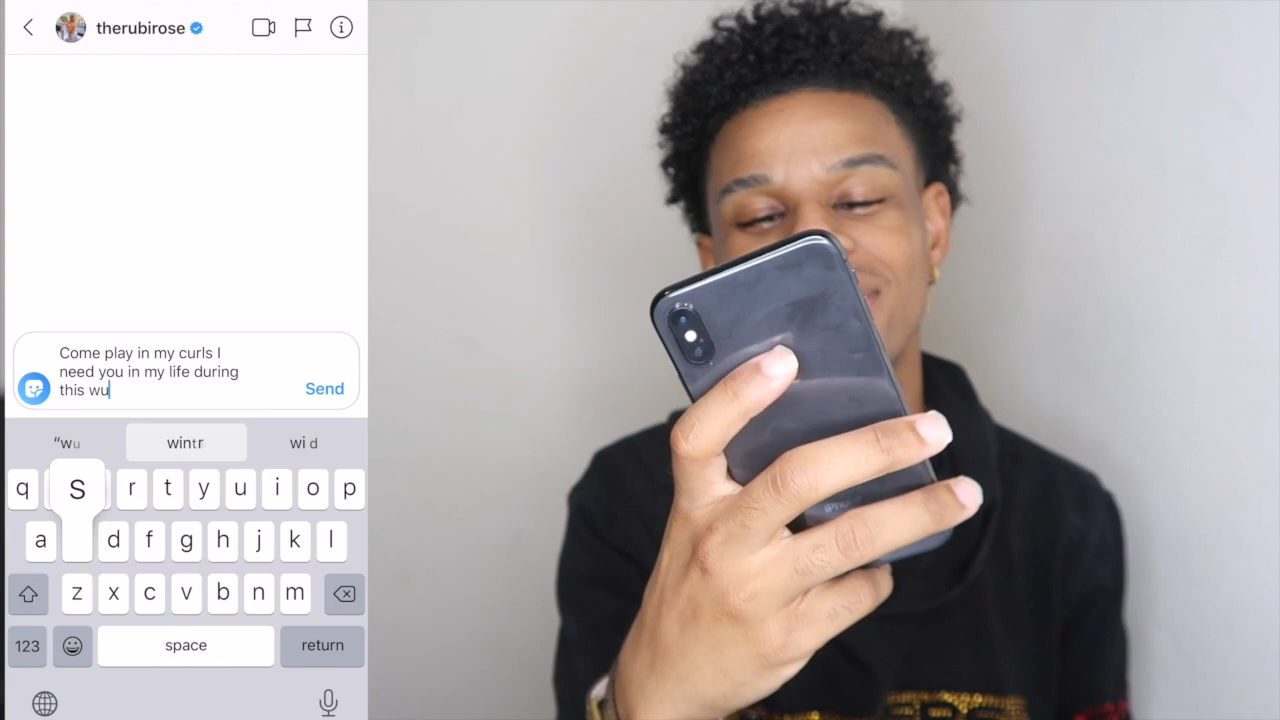 therubirose
Come play in my curls I
need you in my life during
this wu
Send
“wu
wintr
wi d
q S r t y u i o p
a d f g h j k l
z x c v b n m
123 space return